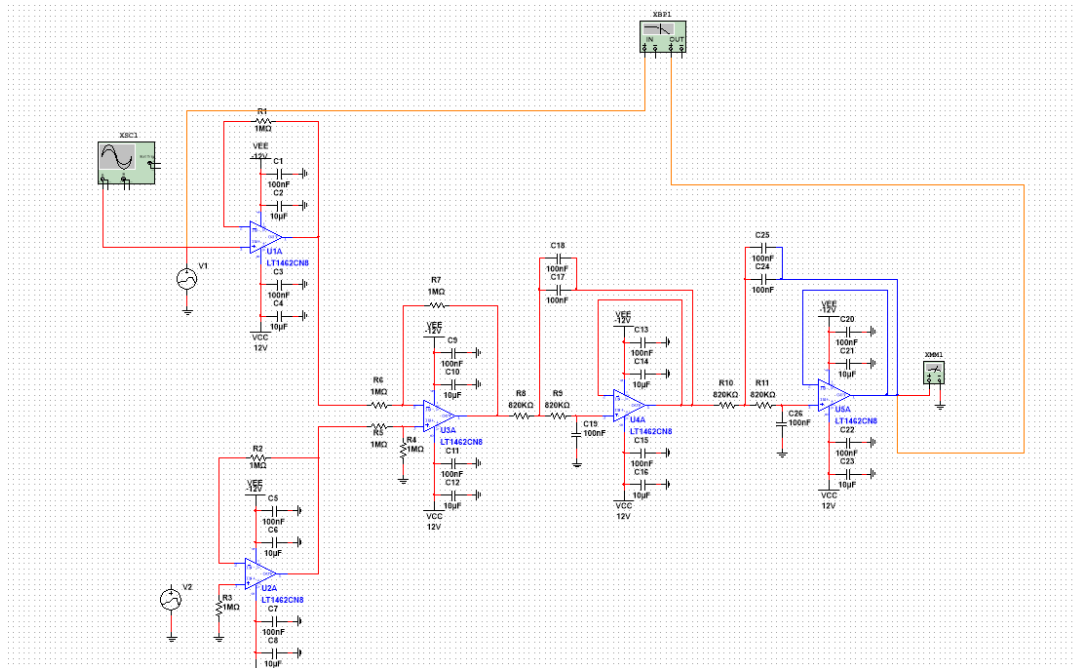 XBP1
IN OUT
R1
1MΩ
XSC1
VEE
-12V
C1
100nF
C2
10µF
U1A
LT1462CN8
V1
C3
100nF
C4
10µF
VCC
12V
R7
1MΩ
VEE
-12V
C9
100nF
C10
10µF
R6
1MΩ
R5
1MΩ
R4
1MΩ
U3A
LT1462CN8
C11
100nF
C12
10µF
VCC
12V
C18
100nF
C17
100nF
R8
820KΩ
R9
820KΩ
C19
100nF
VEE
-12V
C13
100nF
C14
10µF
U4A
LT1462CN8
C15
100nF
C16
10µF
VCC
12V
C25
100nF
C24
100nF
R10
820KΩ
R11
820KΩ
C26
100nF
VEE
-12V
C20
100nF
C21
10µF
U5A
LT1462CN8
C22
100nF
C23
10µF
VCC
12V
XMM1
R2
1MΩ
VEE
-12V
C5
100nF
C6
10µF
U2A
LT1462CN8
V2
R3
1MΩ
C7
100nF
C8
10µF